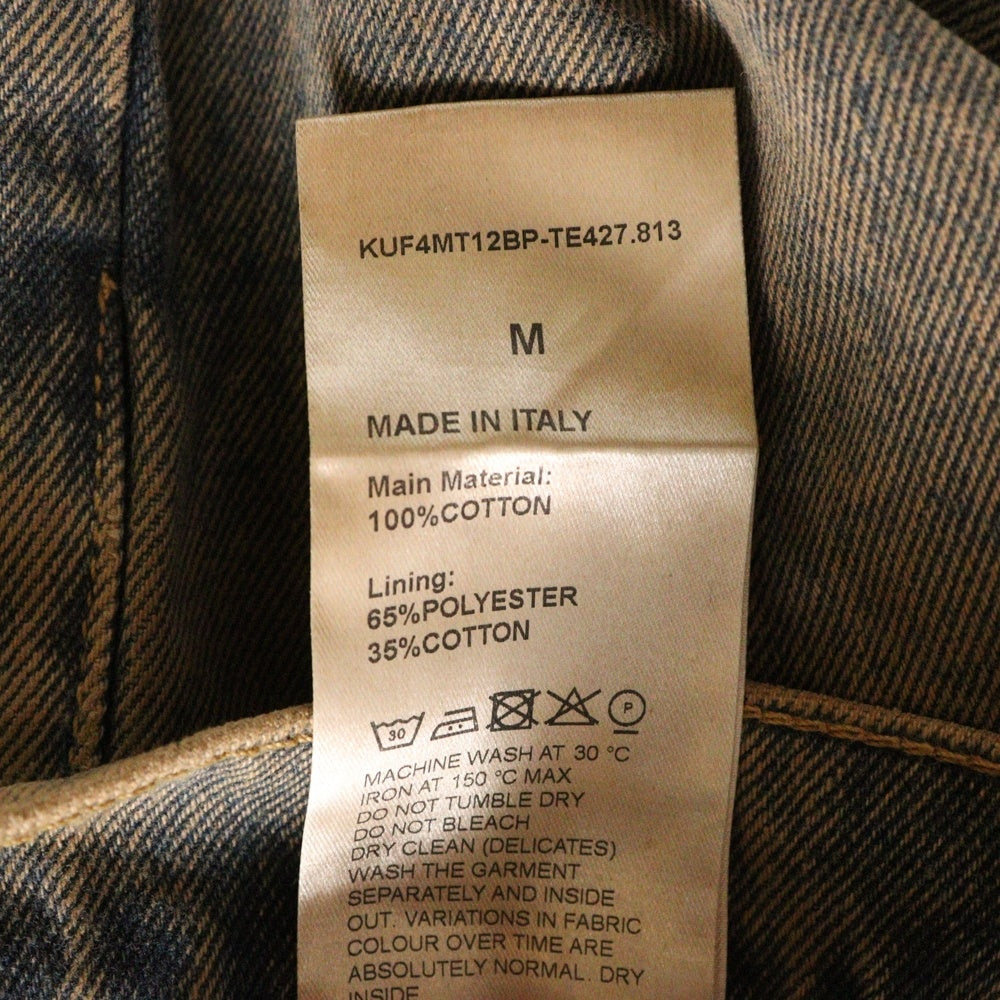 KUF4MT12BP-TE427.813
M
MADE IN ITALY
Main Material:
100%COTTON
Lining:
65%POLYESTER
35%COTTON
30 P
MACHINE WASH AT 30 °C
IRON AT 150 °C MAX
DO NOT TUMBLE DRY
DO NOT BLEACH
DRY CLEAN (DELICATES)
WASH THE GARMENT
SEPARATELY AND INSIDE
OUT. VARIATIONS IN FABRIC
COLOUR OVER TIME ARE
ABSOLUTELY NORMAL. DRY
INSIDE